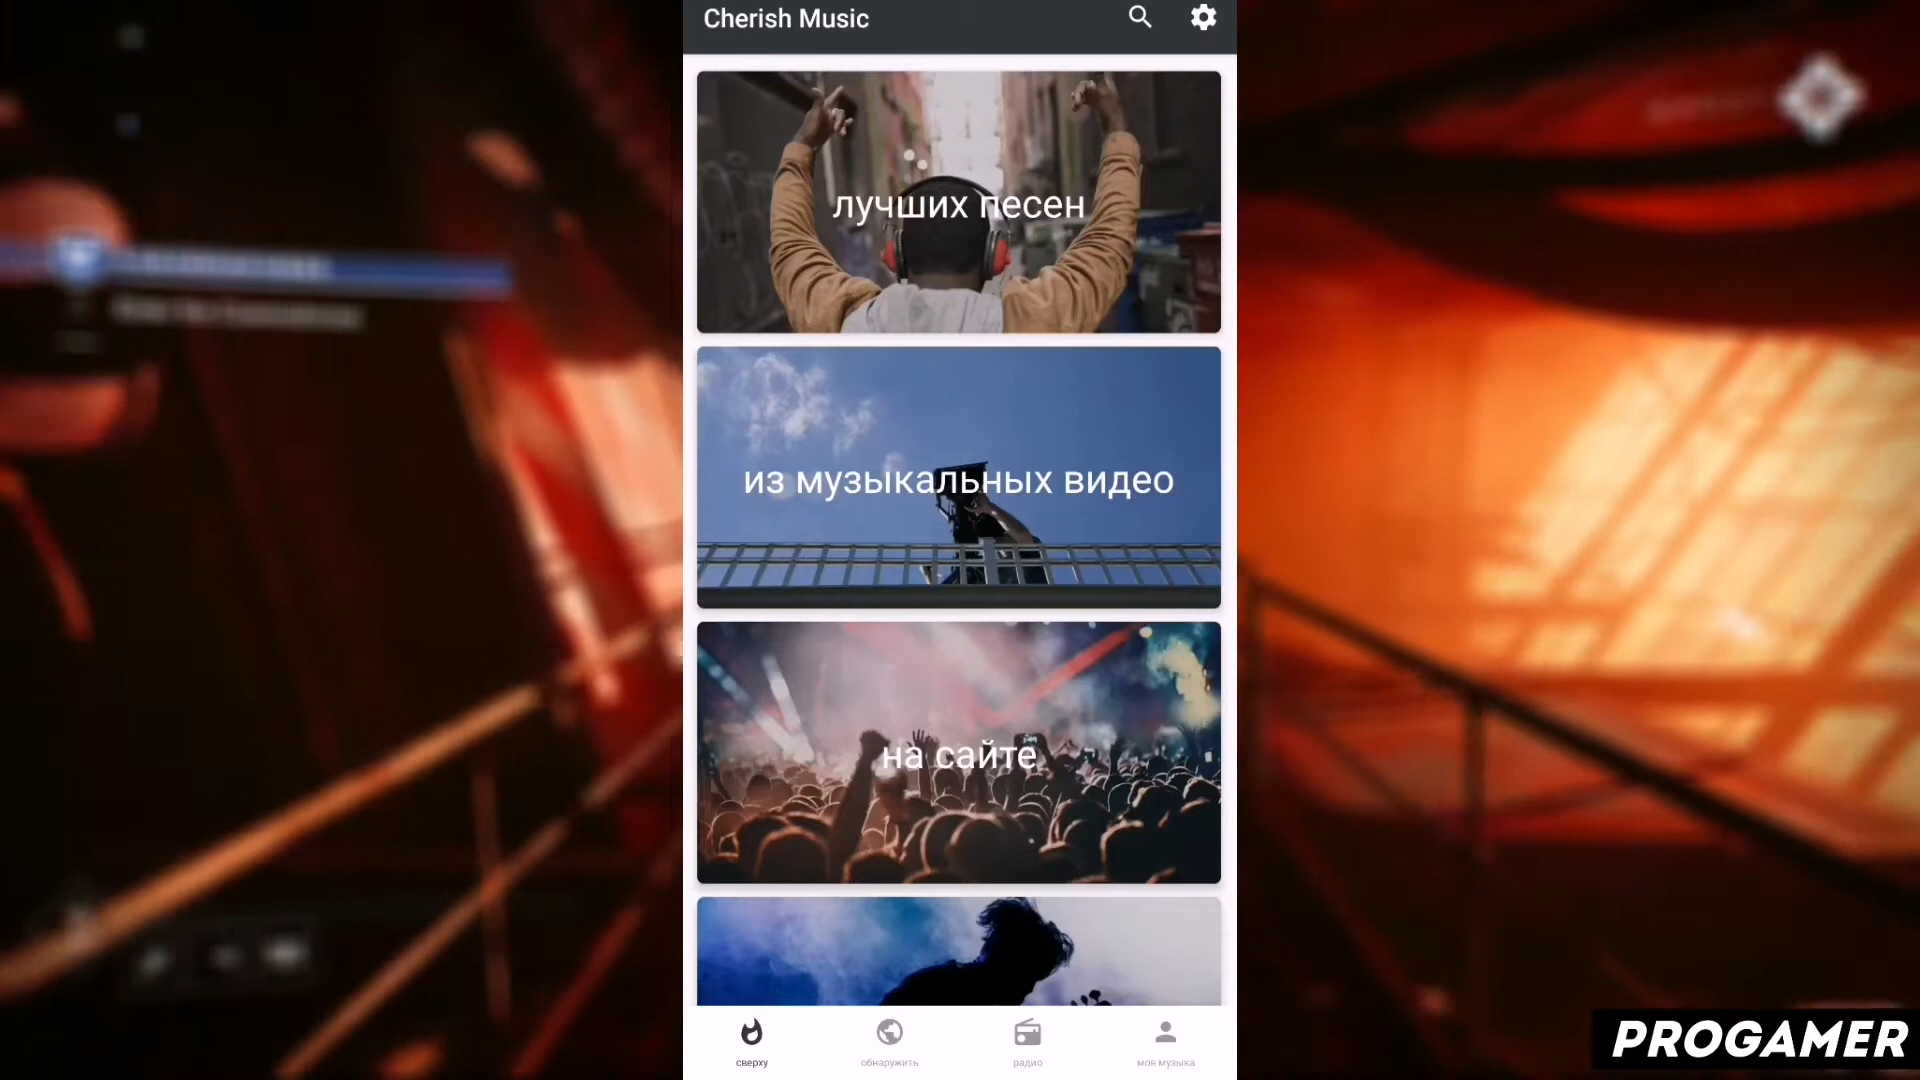 Cherish Music
лучших песен
из музыкальных видео
на сайте
сверху
обнаружить
радио
моя музыка
PROGAMER